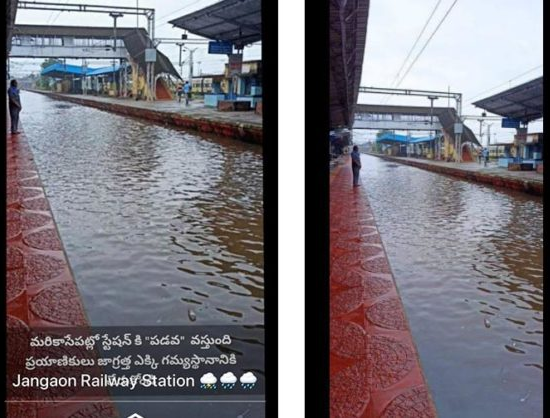 మరికాసేపట్లో స్టేషన్ కి "పడవ" వస్తుంది
ప్రయాణికులు జాగ్రత్త ఎక్కి గమ్యస్థానానికి
Jangaon Railway Station 🌧️🌧️🌧️